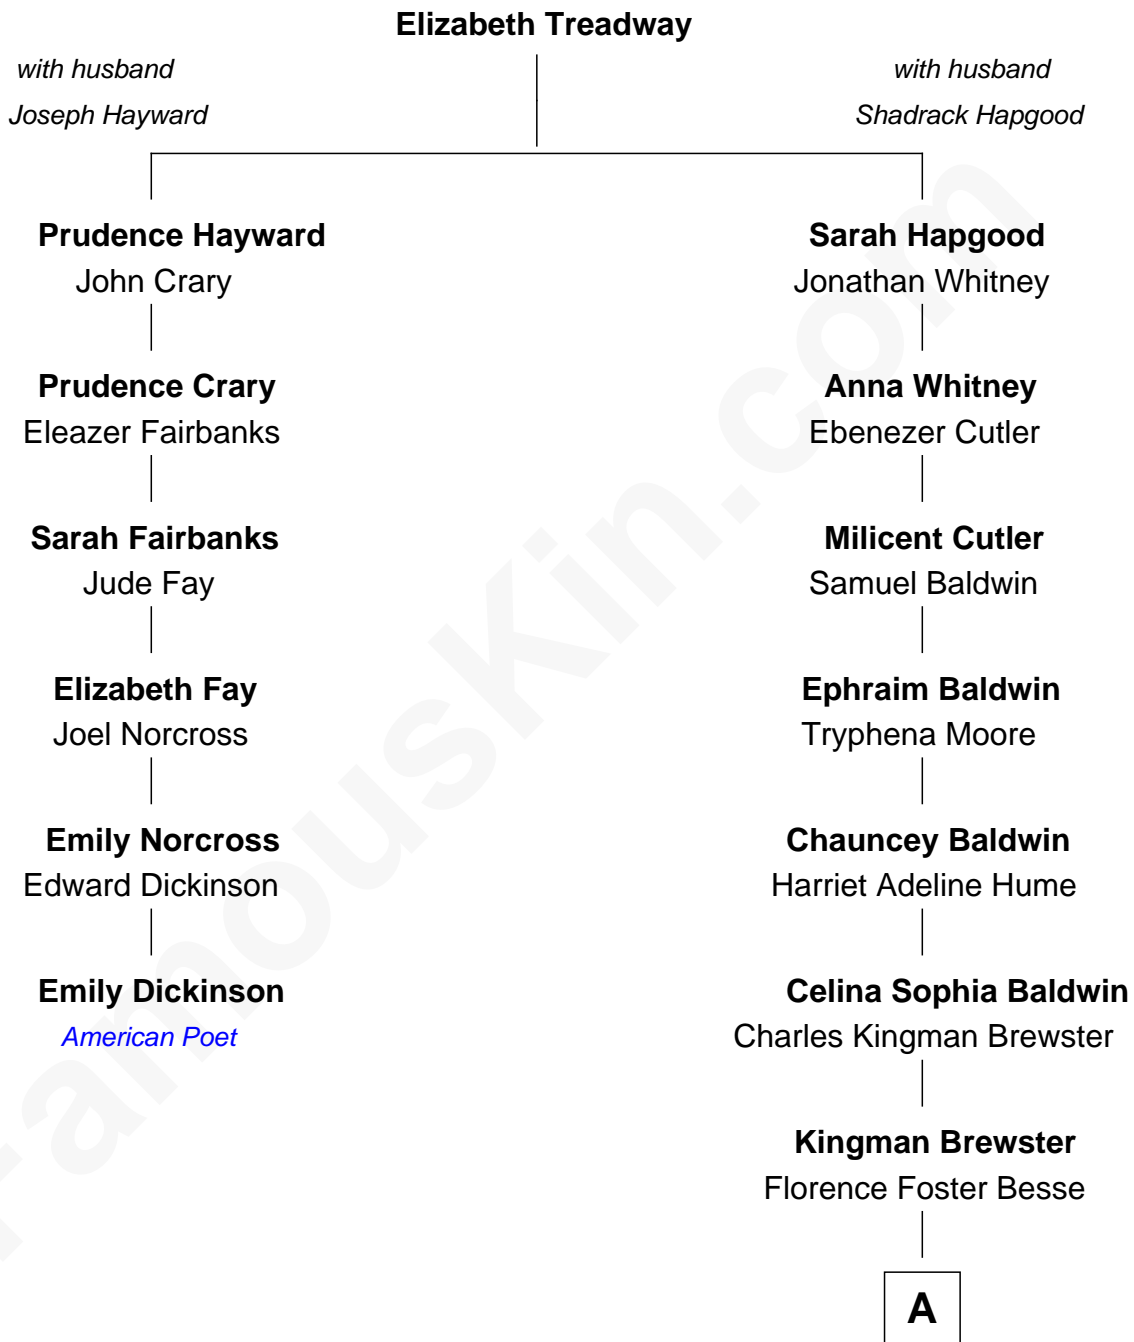 Elizabeth Treadway
with husband
Joseph Hayward
with husband
Shadrack Hapgood
Prudence Hayward
John Crary
Sarah Hapgood
Jonathan Whitney
Prudence Crary
Eleazer Fairbanks
Anna Whitney
Ebenezer Cutler
Sarah Fairbanks
Jude Fay
Milicent Cutler
Samuel Baldwin
Elizabeth Fay
Joel Norcross
Ephraim Baldwin
Tryphena Moore
Emily Norcross
Edward Dickinson
Chauncey Baldwin
Harriet Adeline Hume
Emily Dickinson
American Poet
Celina Sophia Baldwin
Charles Kingman Brewster
Kingman Brewster
Florence Foster Besse
A
FamousKin.com